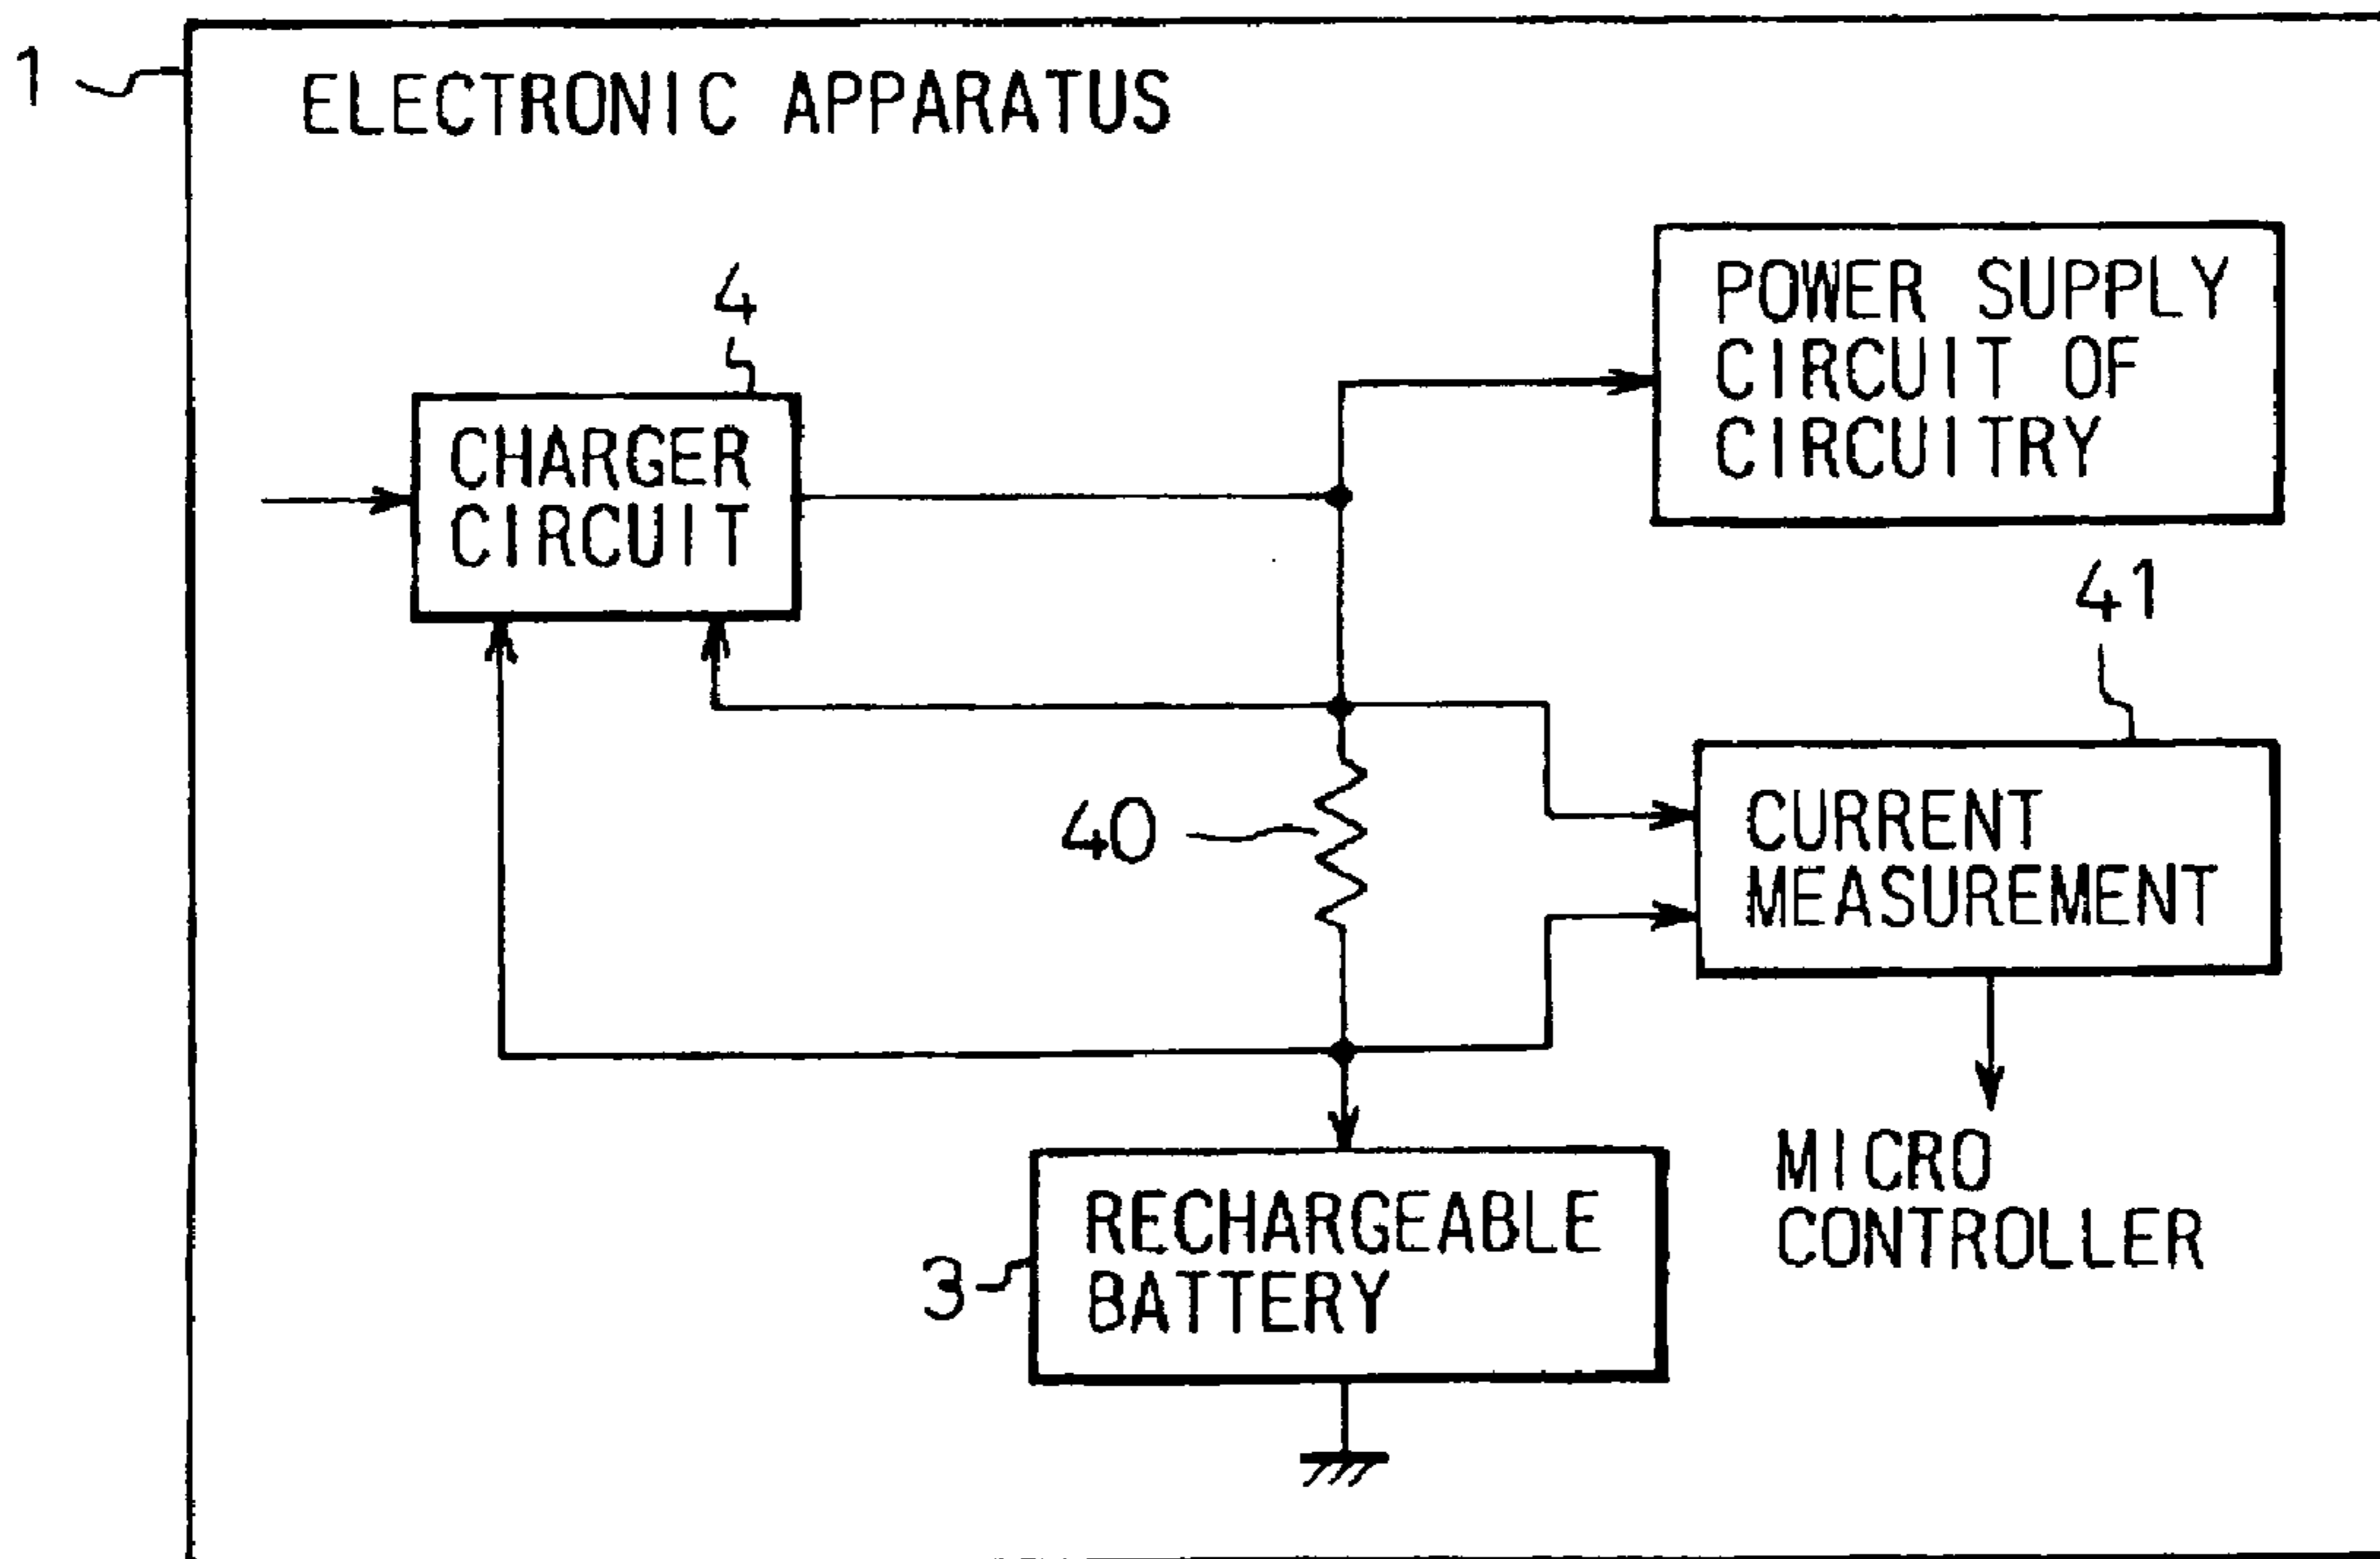 1
ELECTRONIC APPARATUS
4
CHARGER
CIRCUIT
POWER SUPPLY
CIRCUIT OF
CIRCUITRY
41
40
CURRENT
MEASUREMENT
MICRO
CONTROLLER
3
RECHARGEABLE
BATTERY